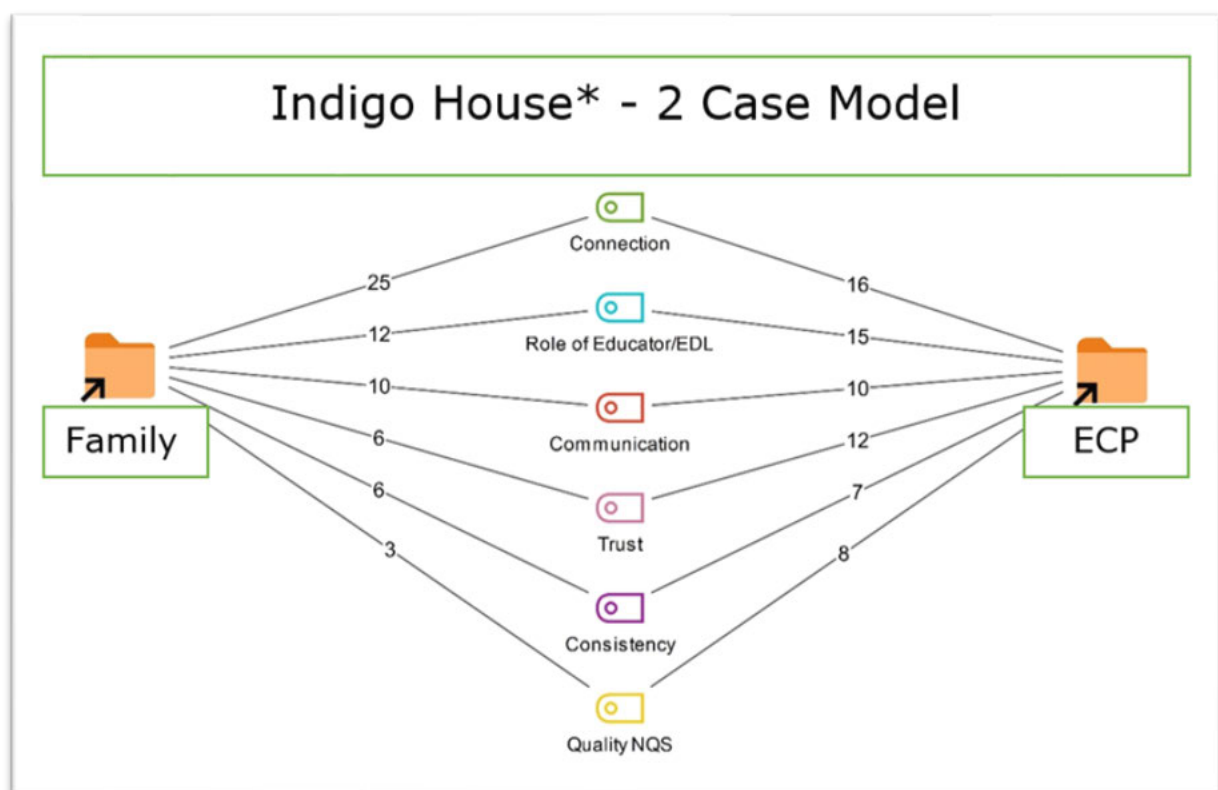 Indigo House* - 2 Case Model
Connection
25
16
12
Role of Educator/EDL
15
10
10
Communication
Family
6
12
ECP
6
7
Trust
3
8
Consistency
Quality NQS